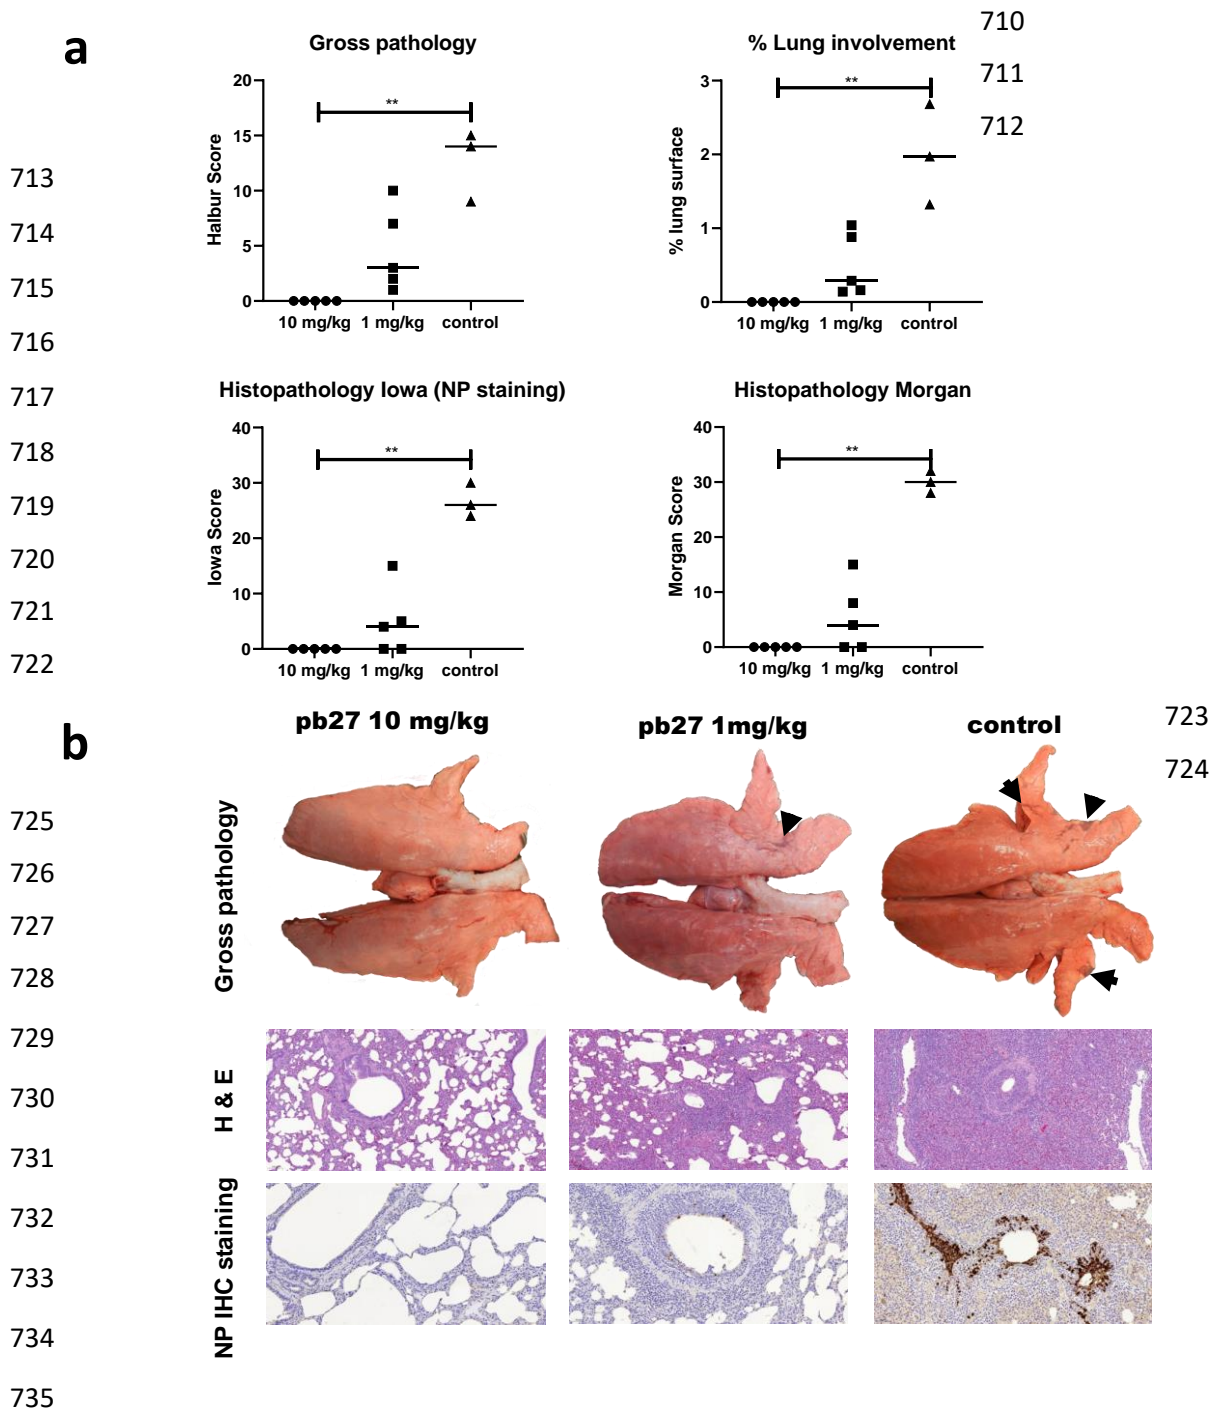 710
a
Gross pathology
% Lung involvement
711
712
713
714
715
716
717
718
719
720
721
722
Halbur Score
20
15
10
5
0
**
10 mg/kg 1 mg/kg control
% lung surface
3
2
1
0
**
10 mg/kg 1 mg/kg control
Histopathology Iowa (NP staining)
Iowa Score
40
30
20
10
0
**
10 mg/kg 1 mg/kg control
Histopathology Morgan
Morgan Score
40
30
20
10
0
**
10 mg/kg 1 mg/kg control
b
pb27 10 mg/kg
pb27 1mg/kg
control
723
724
725
726
727
728
729
730
731
732
733
734
735
Gross pathology
H & E
NP IHC staining